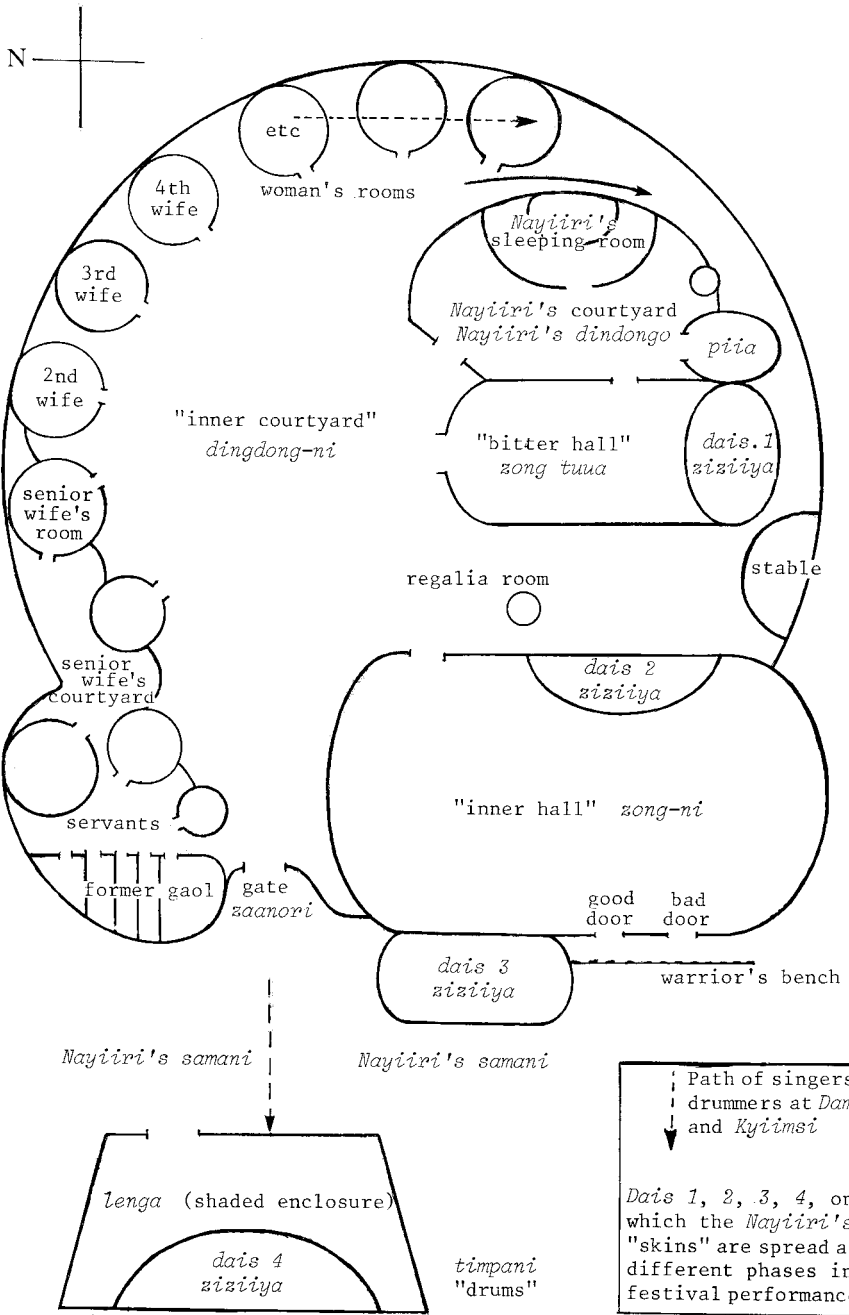 N
etc
4th
wife
woman's rooms
Nayiiri's
sleeping room
3rd
wife
Nayiiri's courtyard
Nayiiri's dindongo
piia
2nd
wife
"inner courtyard"
dingdong-ni
"bitter hall"
zong tuua
dais.1
ziziiya
senior
wife's
room
stable
regalia room
senior
wife's
courtyard
dais 2
ziziiya
"inner hall" zong-ni
servants
former gaol
gate
zaanori
good
door
bad
door
dais 3
ziziiya
warrior's bench
Nayiiri's samani
Nayiiri's samani
Path of singers
drummers at Dam
and Kyiimsi
lenga (shaded enclosure)
dais 4
ziziiya
timpani
"drums"
Dais 1, 2, 3, 4, on
which the Nayiiri's
"skins" are spread a
different phases in
festival performance